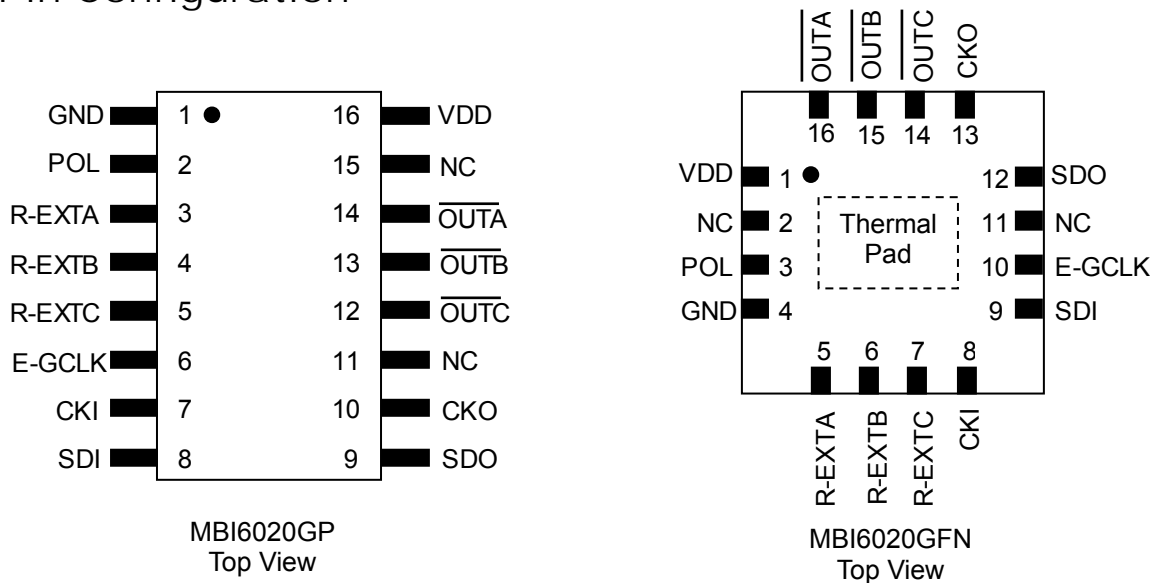 Pin Configuration
GND 1 16 VDD
POL 2 15 NC
R-EXTA 3 14 OUTA
R-EXTB 4 13 OUTB
R-EXTC 5 12 OUTC
E-GCLK 6 11 NC
CKI 7 10 CKO
SDI 8 9 SDO
MBI6020GP
Top View
OUTA OUTB OUTC CKO
16 15 14 13
VDD 1 12 SDO
NC 2 11 NC
POL 3 10 E-GCLK
GND 4 9 SDI
Thermal
Pad
5 6 7 8
R-EXTA R-EXTB R-EXTC CKI
MBI6020GFN
Top View